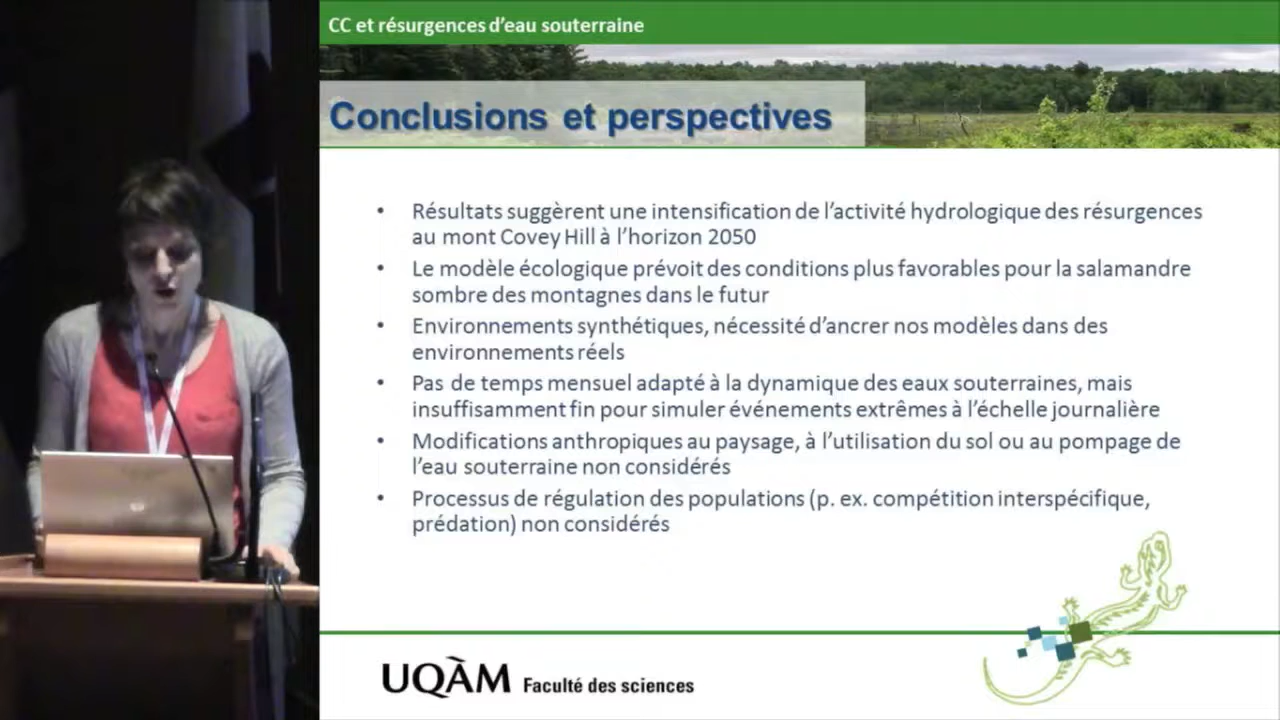 CC et résurgences d'eau souterraine
Conclusions et perspectives
• Résultats suggèrent une intensification de l'activité hydrologique des résurgences
au mont Covey Hill à l'horizon 2050
• Le modèle écologique prévoit des conditions plus favorables pour la salamandre
sombre des montagnes dans le futur
• Environnements synthétiques, nécessité d'ancrer nos modèles dans des
environnements réels
• Pas de temps mensuel adapté à la dynamique des eaux souterraines, mais
insuffisamment fin pour simuler événements extrêmes à l'échelle journalière
• Modifications anthropiques au paysage, à l'utilisation du sol ou au pompage de
l'eau souterraine non considérés
• Processus de régulation des populations (p. ex. compétition interspécifique,
prédation) non considérés
UQÀM Faculté des sciences